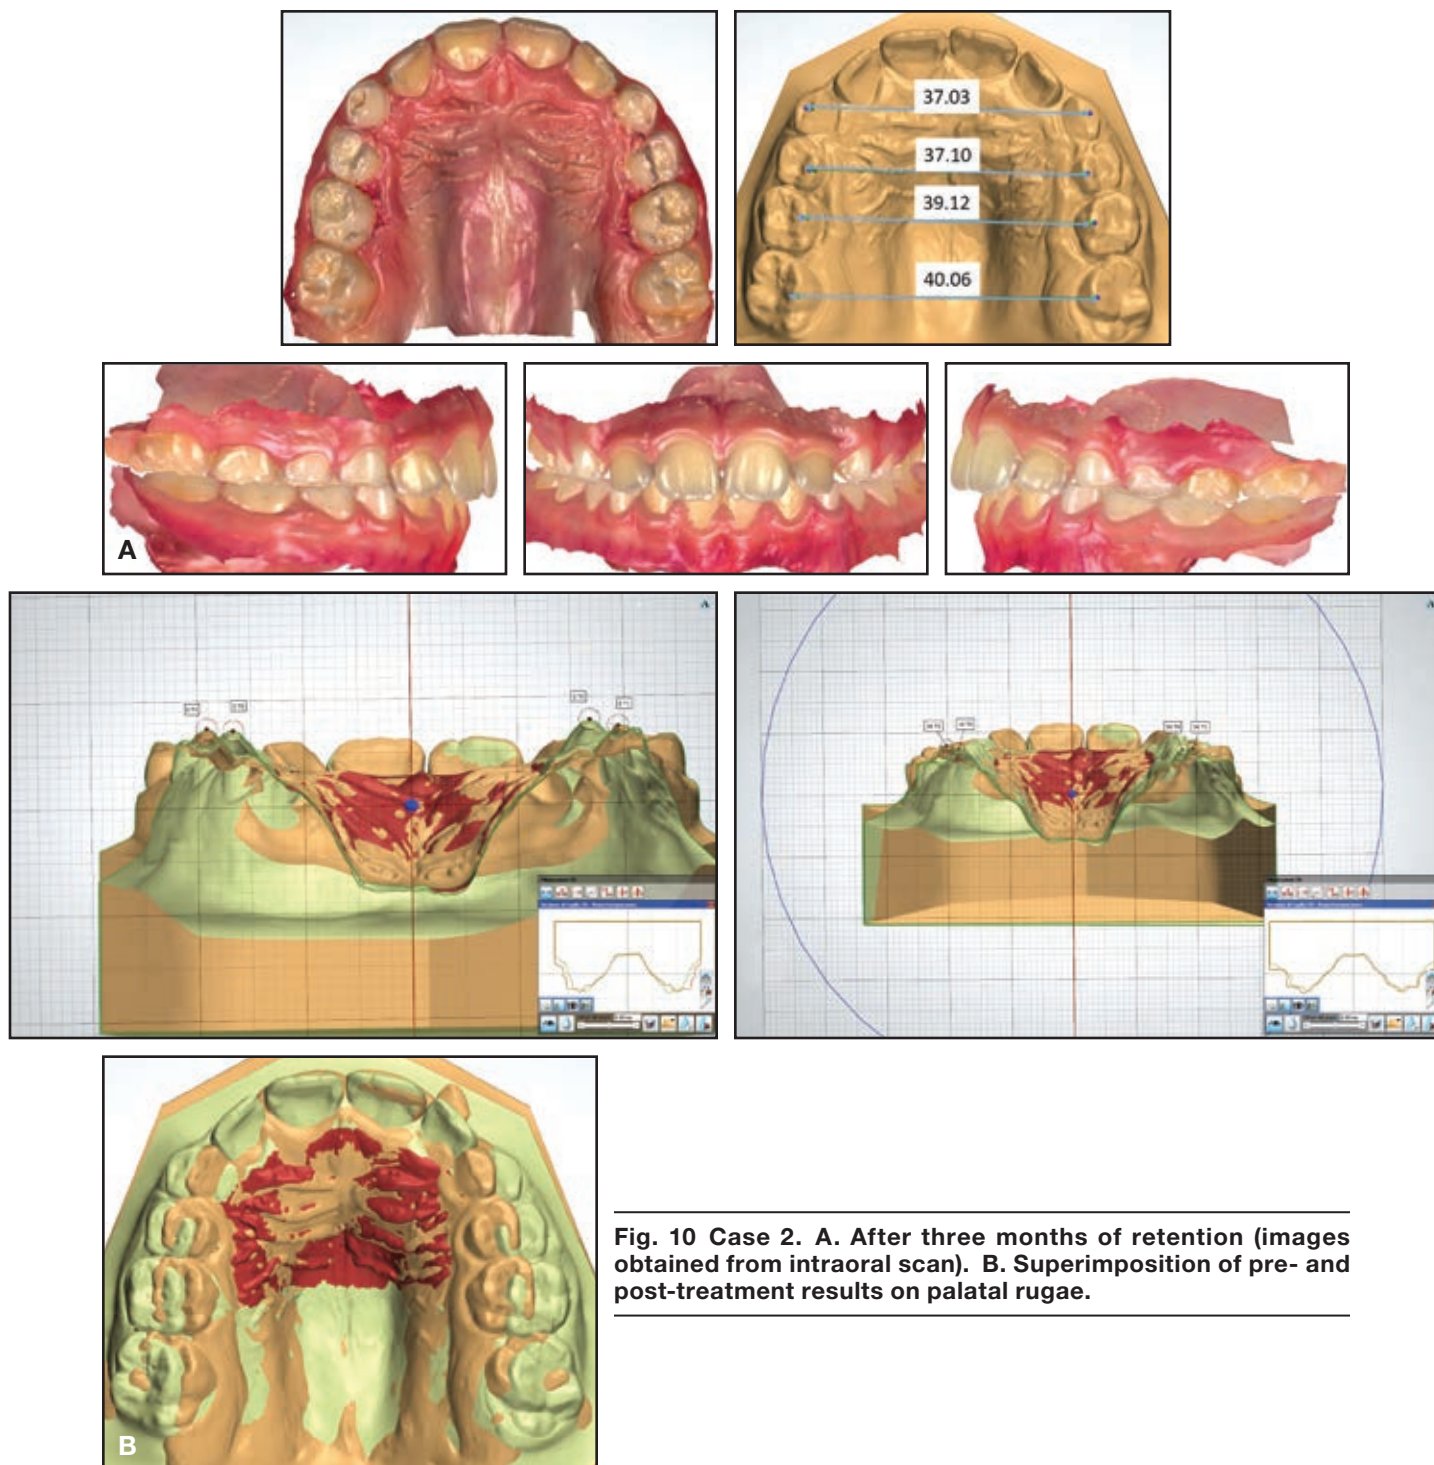 37.03
37.10
39.12
40.06
A
B
Fig. 10 Case 2. A. After three months of retention (images
obtained from intraoral scan). B. Superimposition of pre- and
post-treatment results on palatal rugae.